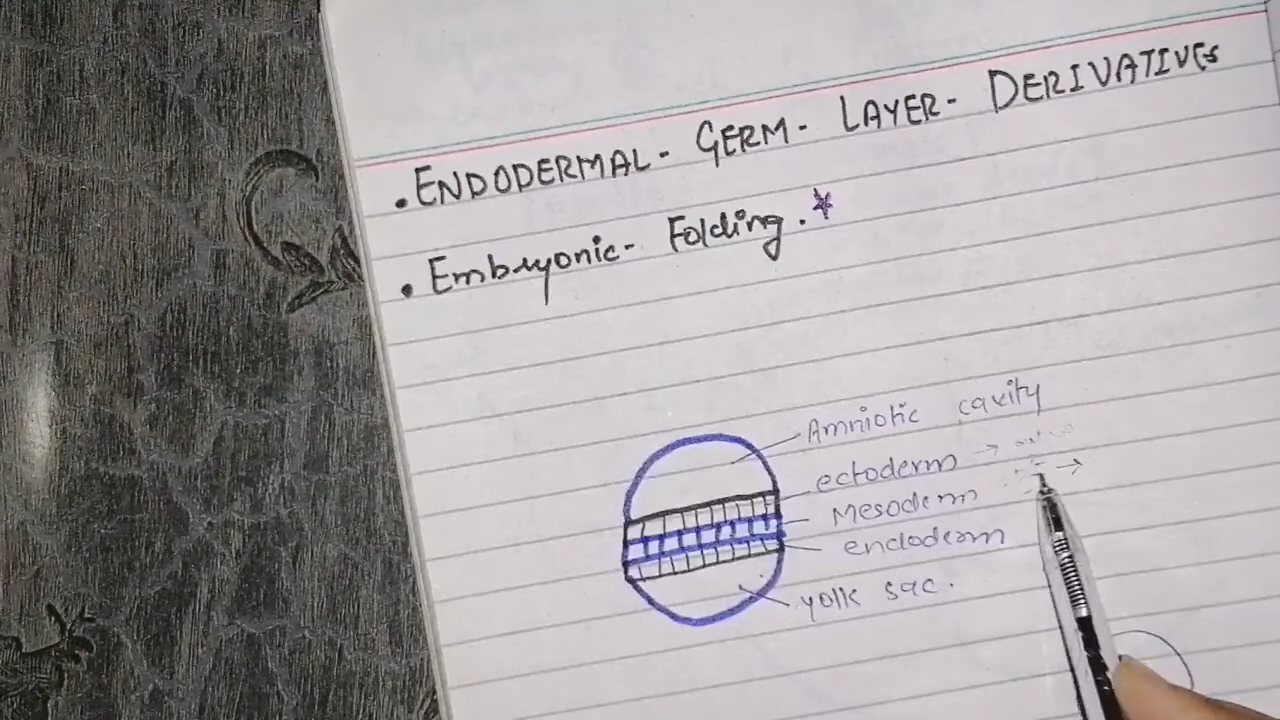 . ENDODERMAL - GERM - LAYER - DERIVATIVES
. Embryonic - Folding.
Amniotic cavity
ectoderm →
Mesoderm →
endoderm
yolk sac.